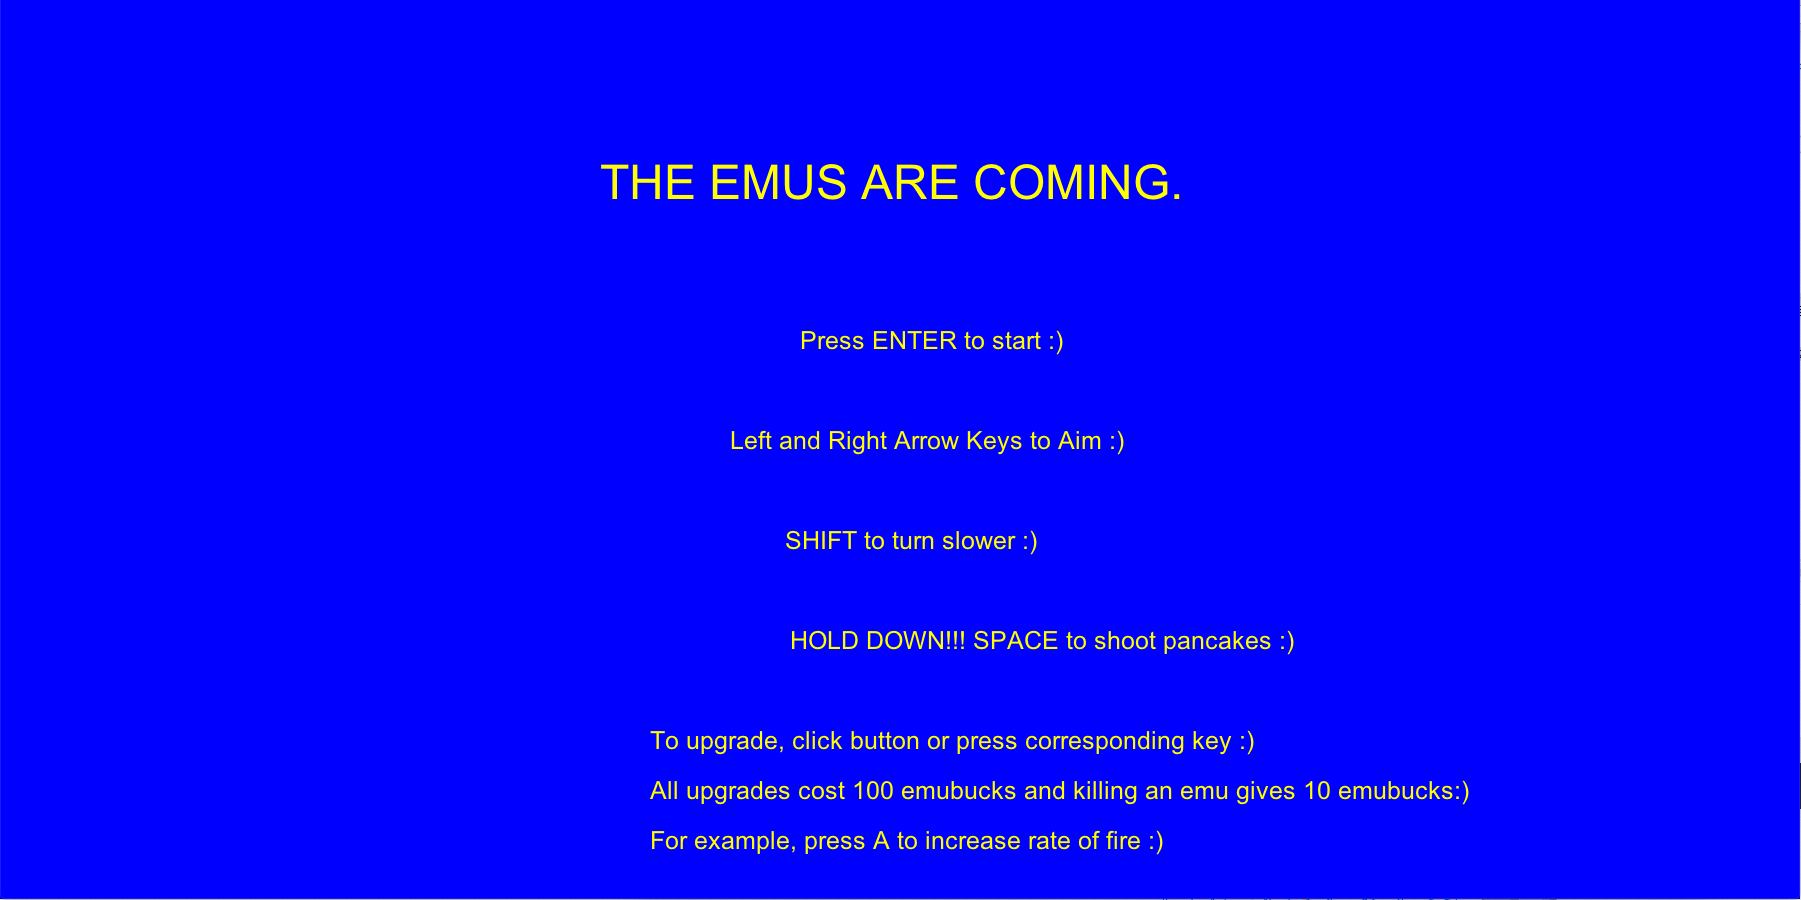 THE EMUS ARE COMING.
Press ENTER to start :)
Left and Right Arrow Keys to Aim :)
SHIFT to turn slower :)
HOLD DOWN!!! SPACE to shoot pancakes :)
To upgrade, click button or press corresponding key :)
All upgrades cost 100 emubucks and killing an emu gives 10 emubucks:)
For example, press A to increase rate of fire :)